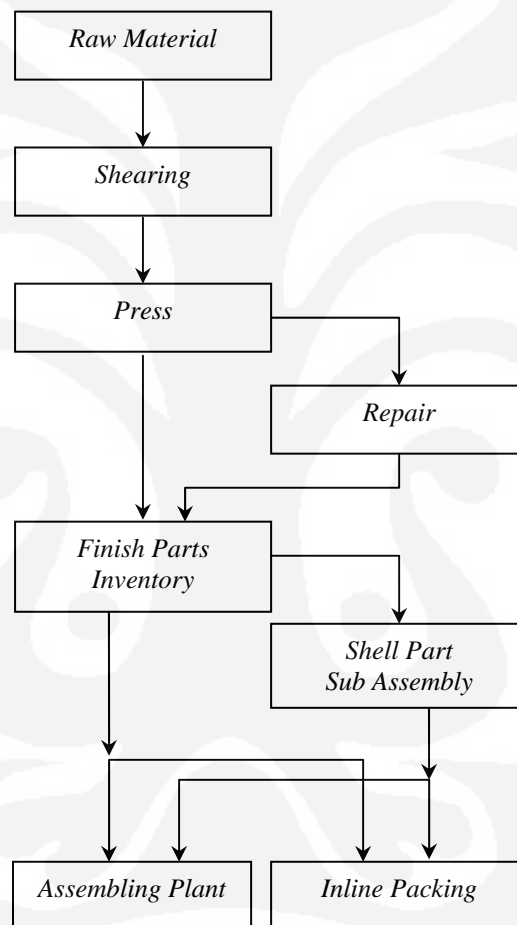 Raw Material
Shearing
Press
Repair
Finish Parts
Inventory
Shell Part
Sub Assembly
Assembling Plant
Inline Packing